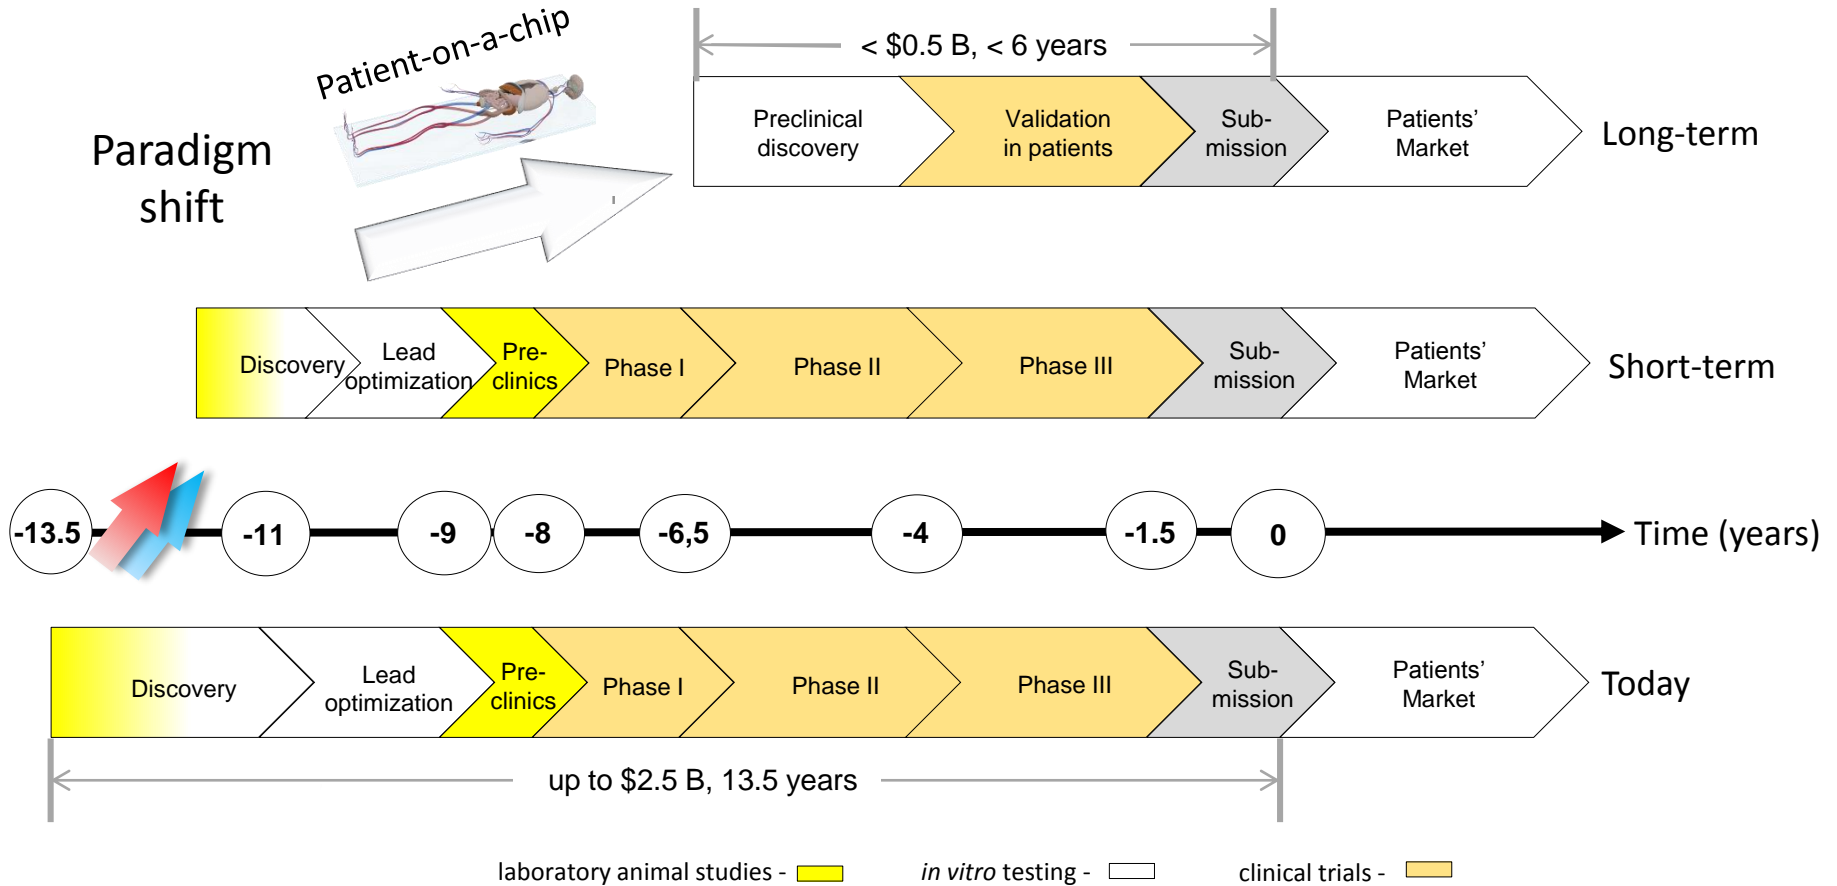 Patient-on-a-chip
< $0.5 B, < 6 years
Paradigm
shift
Preclinical
discovery
Validation
in patients
Sub-
mission
Patients’
Market
Long-term
Discovery
Lead
optimization
Pre-
clinics
Phase I
Phase II
Phase III
Sub-
mission
Patients’
Market
Short-term
-13.5
-11
-9
-8
-6,5
-4
-1.5
0
Time (years)
Discovery
Lead
optimization
Pre-
clinics
Phase I
Phase II
Phase III
Sub-
mission
Patients’
Market
Today
up to $2.5 B, 13.5 years
laboratory animal studies -
in vitro testing -
clinical trials -